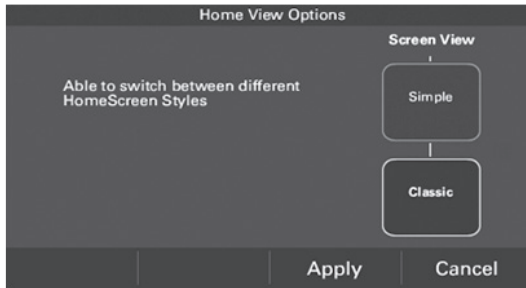 Home View Options
Screen View
Able to switch between different
HomeScreen Styles
Simple
Classic
Apply
Cancel